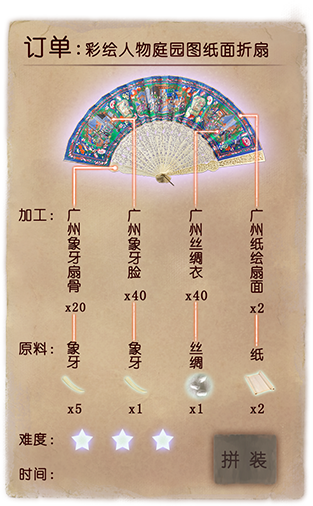 订单:彩绘人物庭园图纸面折扇
加工: 广州象牙扇骨 广州象牙脸 广州丝绸衣 广州纸绘扇面
x20 x40 x40 x2
原料: 象牙 象牙 丝绸 纸
x5 x1 x1 x2
难度:
时间:
拼装